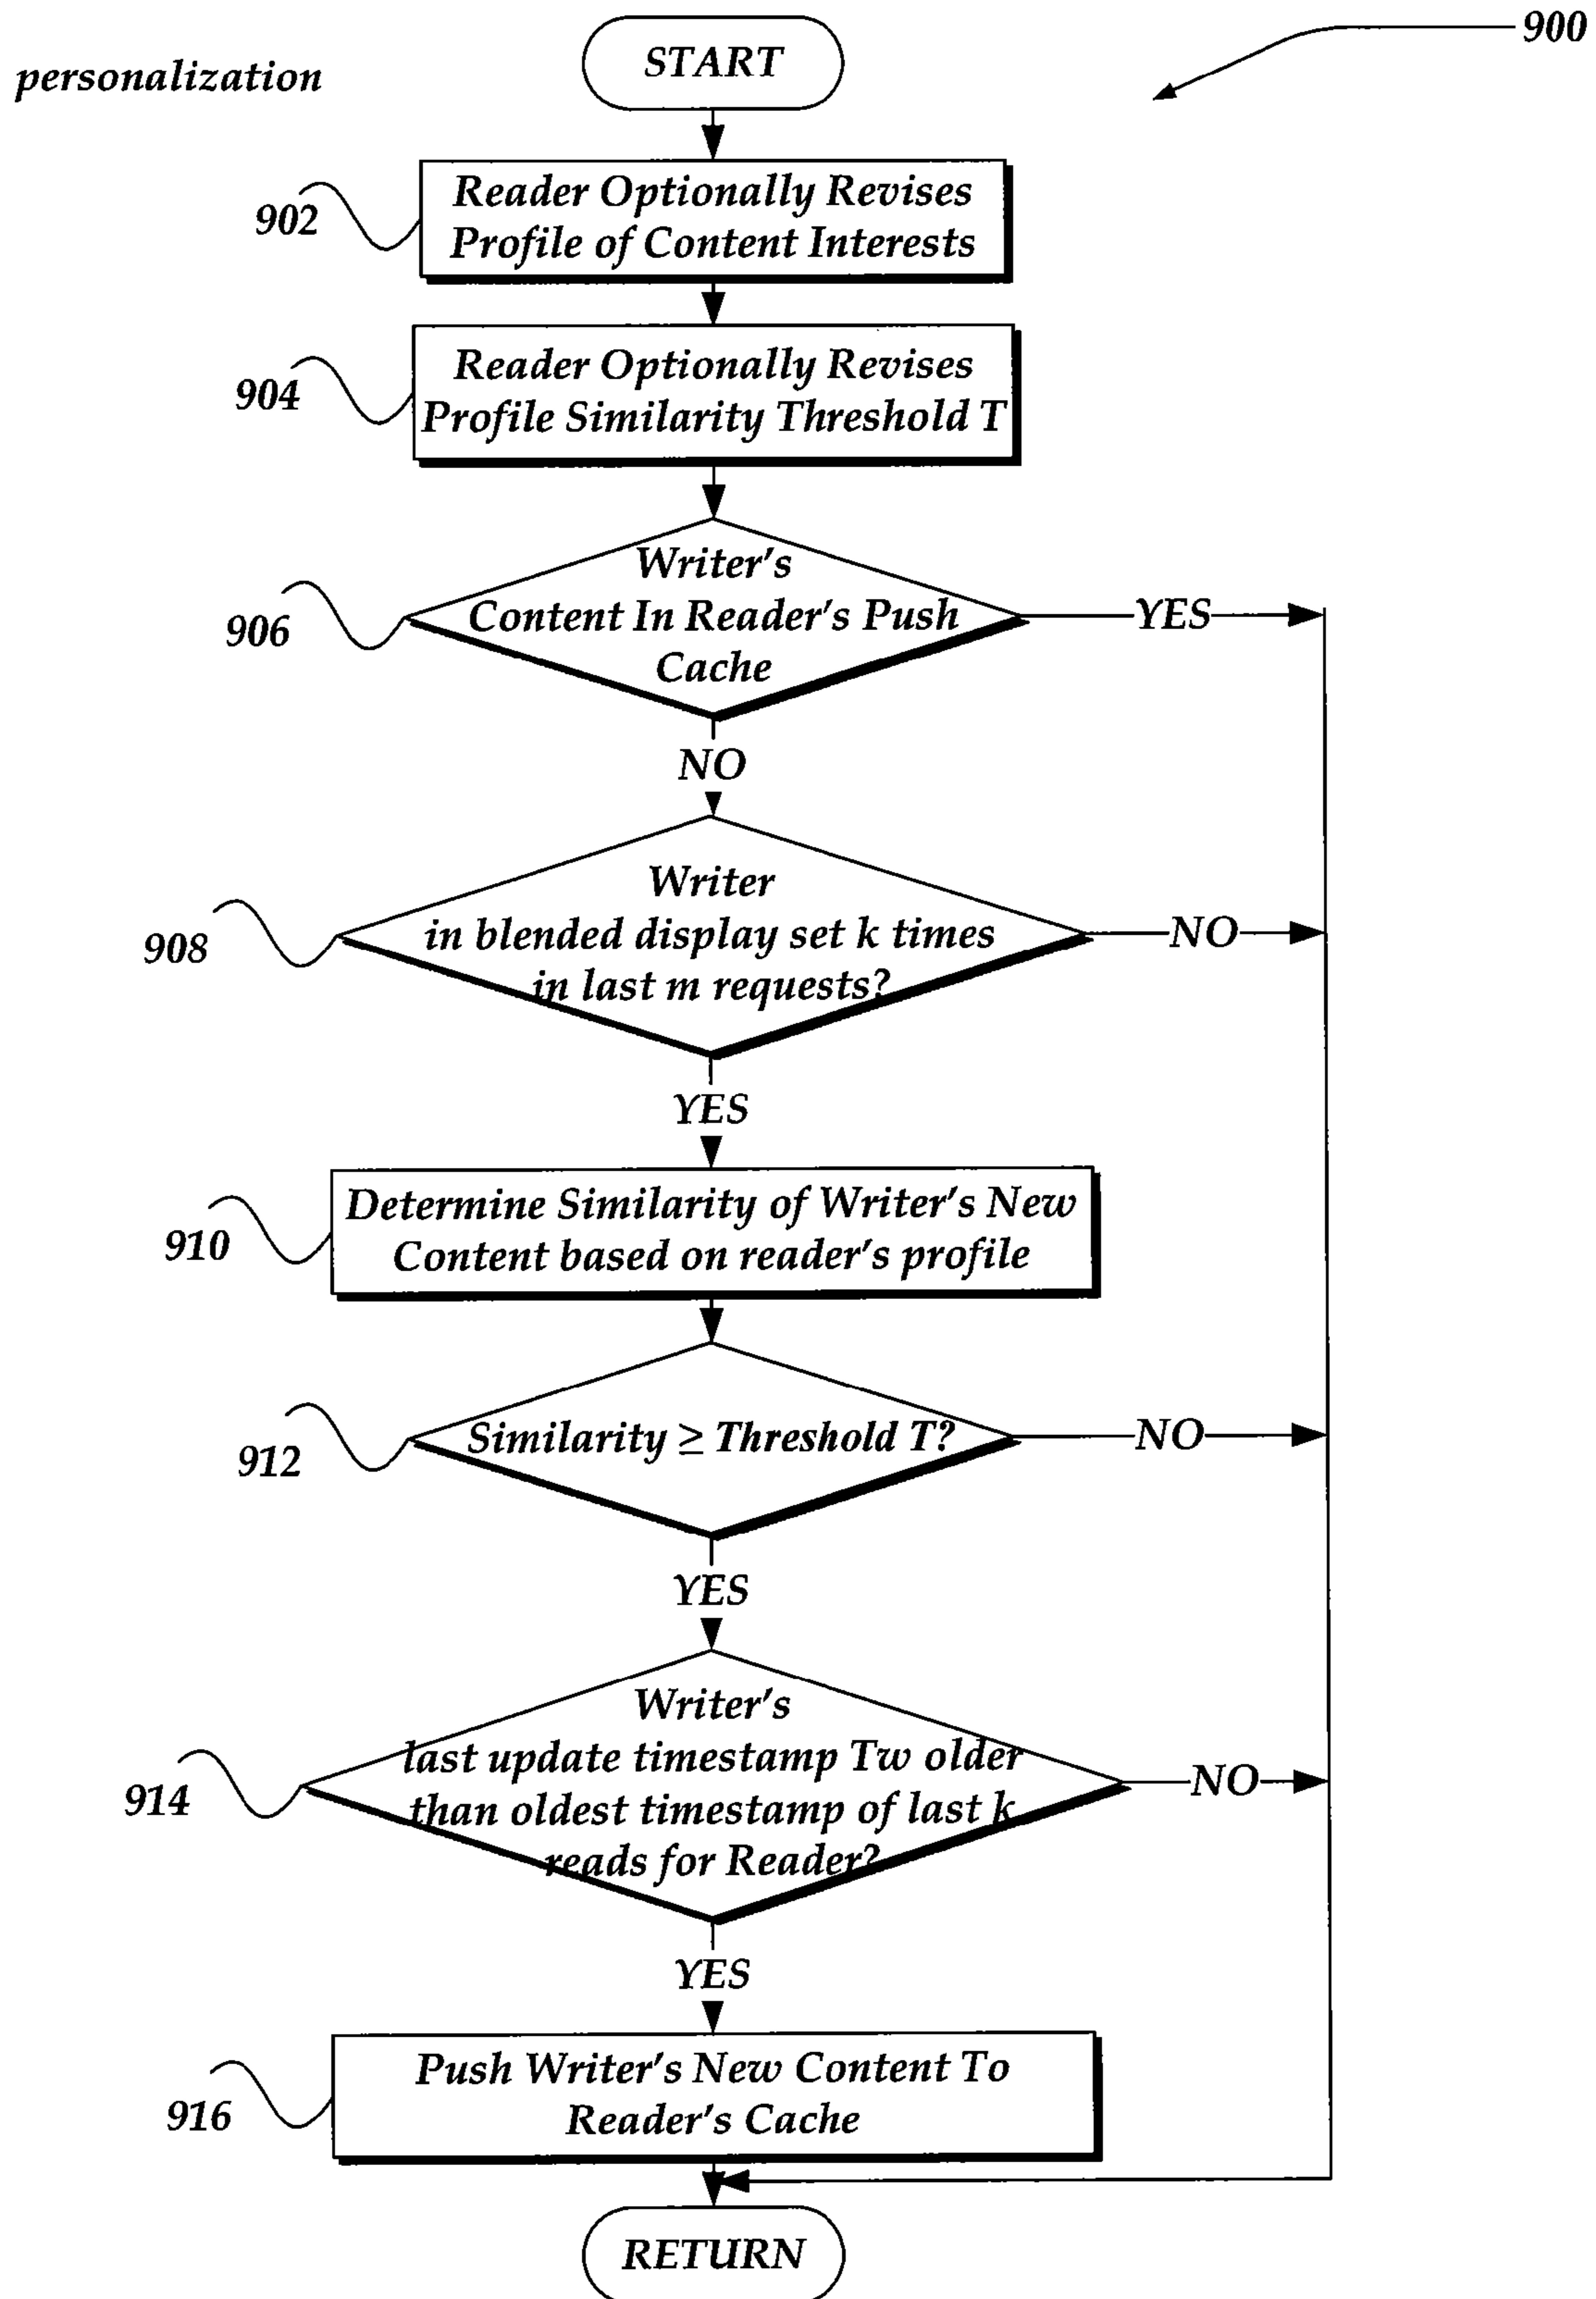 900
START
personalization
902
Reader Optionally Revises
Profile of Content Interests
904
Reader Optionally Revises
Profile Similarity Threshold T
906
Writer's
Content In Reader's Push
Cache
YES
NO
908
Writer
in blended display set k times
in last m requests?
NO
YES
910
Determine Similarity of Writer's New
Content based on reader's profile
912
Similarity ≥ Threshold T?
NO
YES
914
Writer's
last update timestamp Tw older
than oldest timestamp of last k
reads for Reader?
NO
YES
916
Push Writer's New Content To
Reader's Cache
RETURN